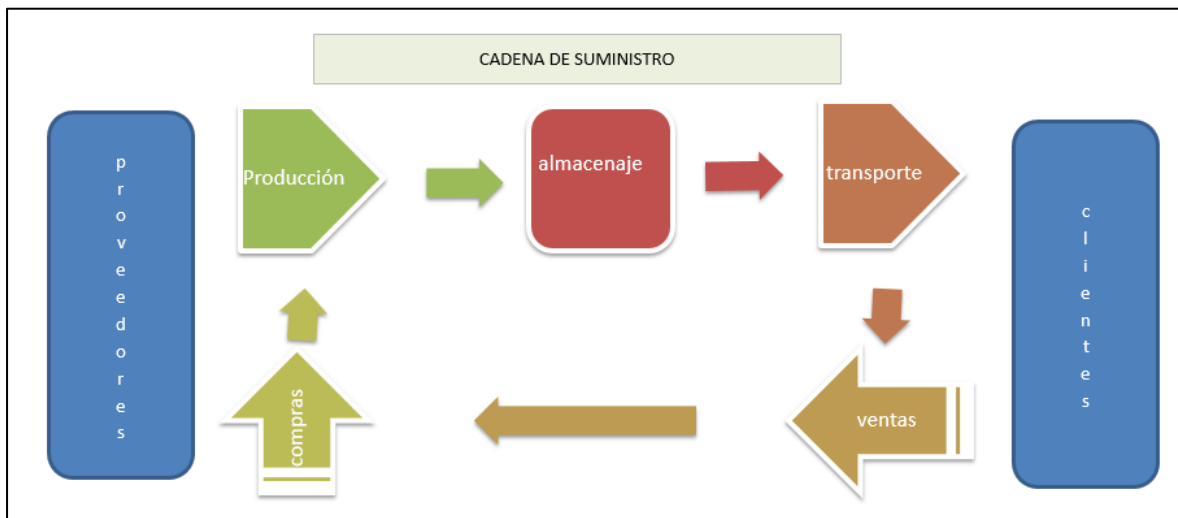 CADENA DE SUMINISTRO
proveedores
Producción
almacenaje
transporte
clientes
compras
ventas